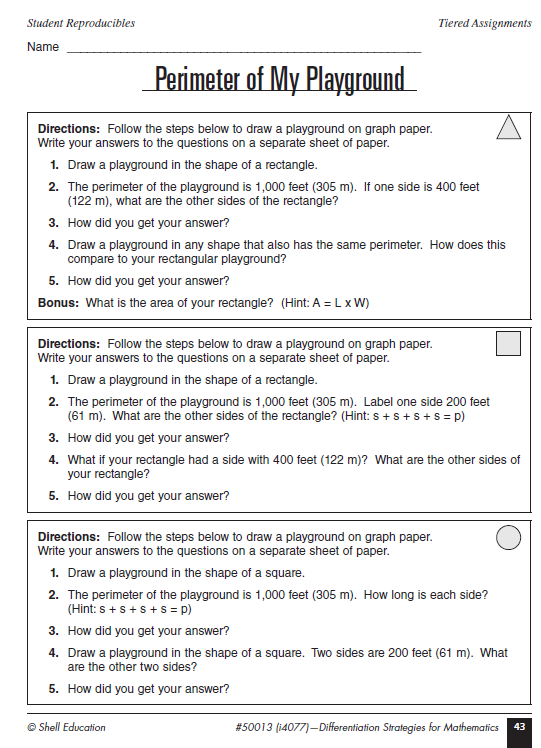 Student Reproducibles Tiered Assignments
Name
Perimeter of My Playground
Directions: Follow the steps below to draw a playground on graph paper.
Write your answers to the questions on a separate sheet of paper.
1. Draw a playground in the shape of a rectangle.
2. The perimeter of the playground is 1,000 feet (305 m). If one side is 400 feet
(122 m), what are the other sides of the rectangle?
3. How did you get your answer?
4. Draw a playground in any shape that also has the same perimeter. How does this
compare to your rectangular playground?
5. How did you get your answer?
Bonus: What is the area of your rectangle? (Hint: A = L x W)
Directions: Follow the steps below to draw a playground on graph paper.
Write your answers to the questions on a separate sheet of paper.
1. Draw a playground in the shape of a rectangle.
2. The perimeter of the playground is 1,000 feet (305 m). Label one side 200 feet
(61 m). What are the other sides of the rectangle? (Hint: s + s + s + s = p)
3. How did you get your answer?
4. What if your rectangle had a side with 400 feet (122 m)? What are the other sides of
your rectangle?
5. How did you get your answer?
Directions: Follow the steps below to draw a playground on graph paper.
Write your answers to the questions on a separate sheet of paper.
1. Draw a playground in the shape of a square.
2. The perimeter of the playground is 1,000 feet (305 m). How long is each side?
(Hint: s + s + s + s = p)
3. How did you get your answer?
4. Draw a playground in the shape of a square. Two sides are 200 feet (61 m). What
are the other two sides?
5. How did you get your answer?
© Shell Education #50013 (i4077)—Differentiation Strategies for Mathematics 43